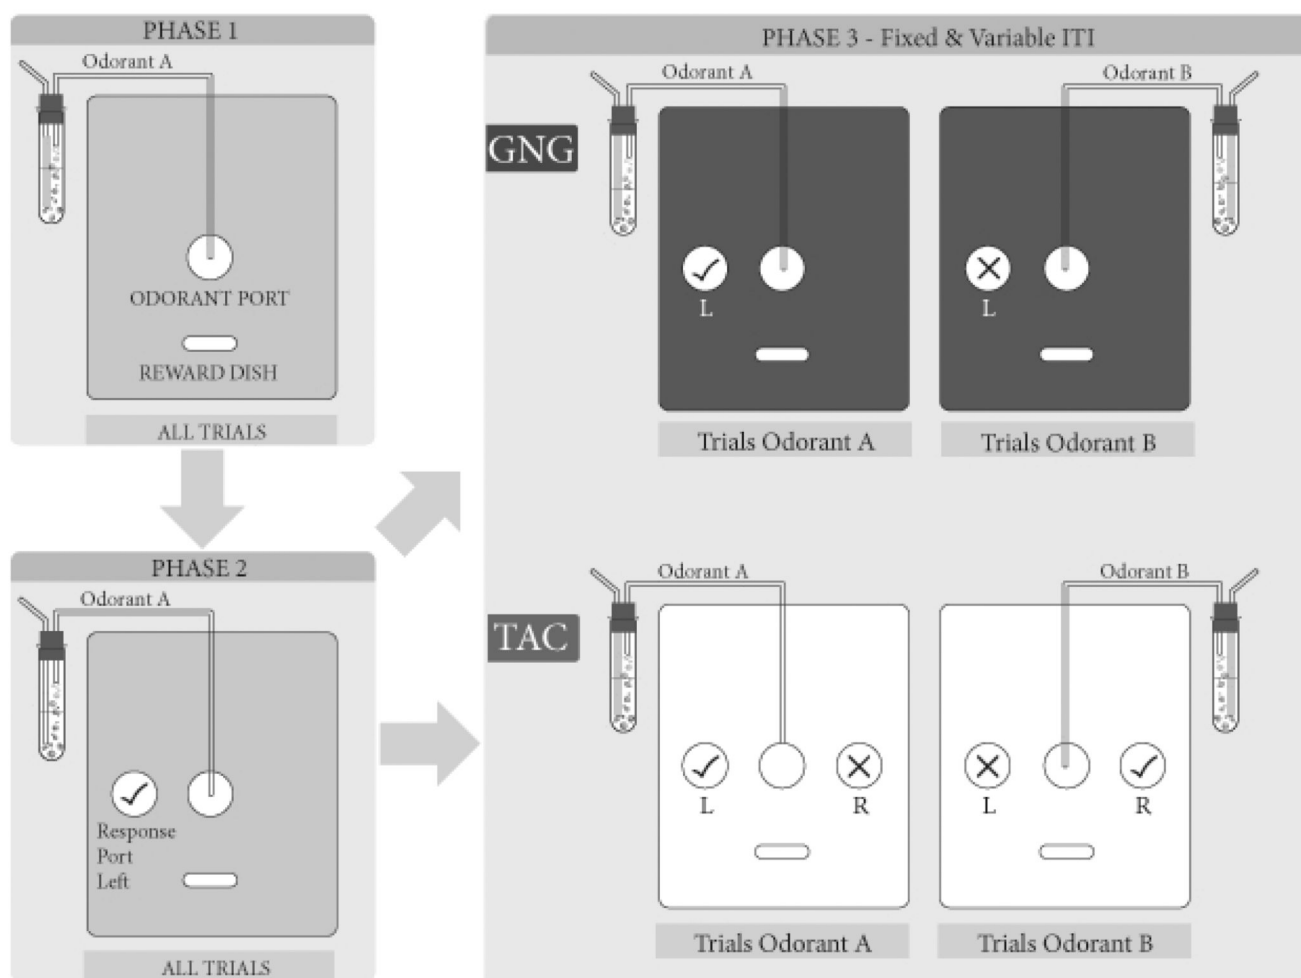 PHASE 1
Odorant A
ODORANT PORT
REWARD DISH
ALL TRIALS
PHASE 2
Odorant A
Response
Port
Left
ALL TRIALS
PHASE 3 - Fixed & Variable ITI
GNG
Odorant A
Odorant B
L
L
Trials Odorant A
Trials Odorant B
TAC
Odorant A
Odorant B
L
R
L
R
Trials Odorant A
Trials Odorant B